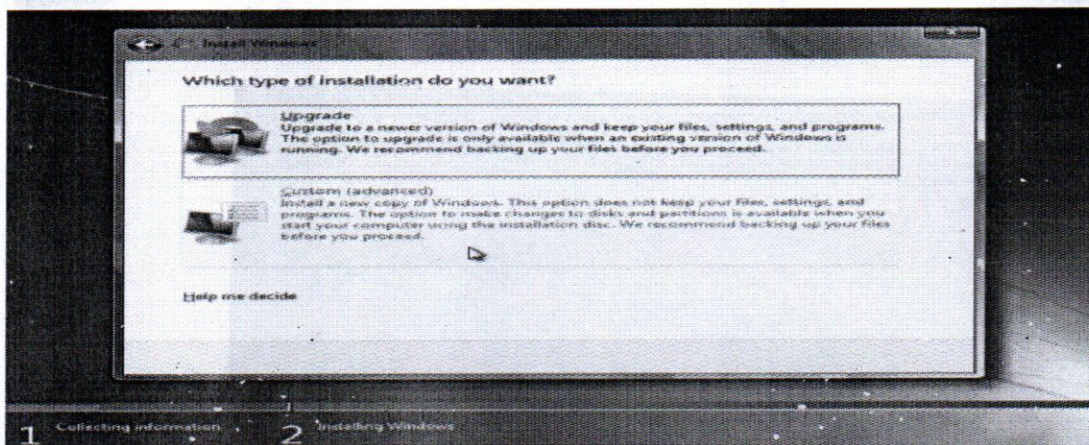 Install Windows
Which type of installation do you want?
Upgrade
Upgrade to a newer version of Windows and keep your files, settings, and programs.
The option to upgrade is only available when an existing version of Windows is
running. We recommend backing up your files before you proceed.
Custom (advanced)
Install a new copy of Windows. This option does not keep your files, settings, and
programs. The option to make changes to disks and partitions is available when you
start your computer using the installation disc. We recommend backing up your files
before you proceed.
Help me decide
1 Collecting information
2 Installing Windows